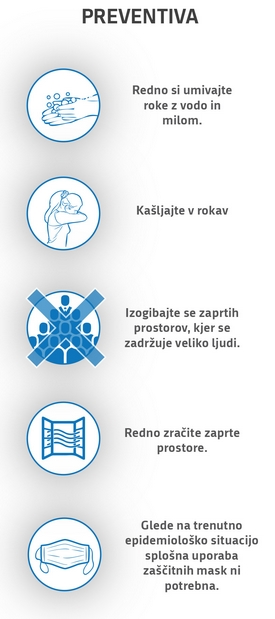 PREVENTIVA
Redno si umivajte
roke z vodo in
milom.
Kašljajte v rokav
Izogibajte se zaprtih
prostorov, kjer se
zadržuje veliko ljudi.
Redno zračite zaprte
prostore.
Glede na trenutno
epidemiološko situacijo
splošna uporaba
zaščitnih mask ni
potrebna.